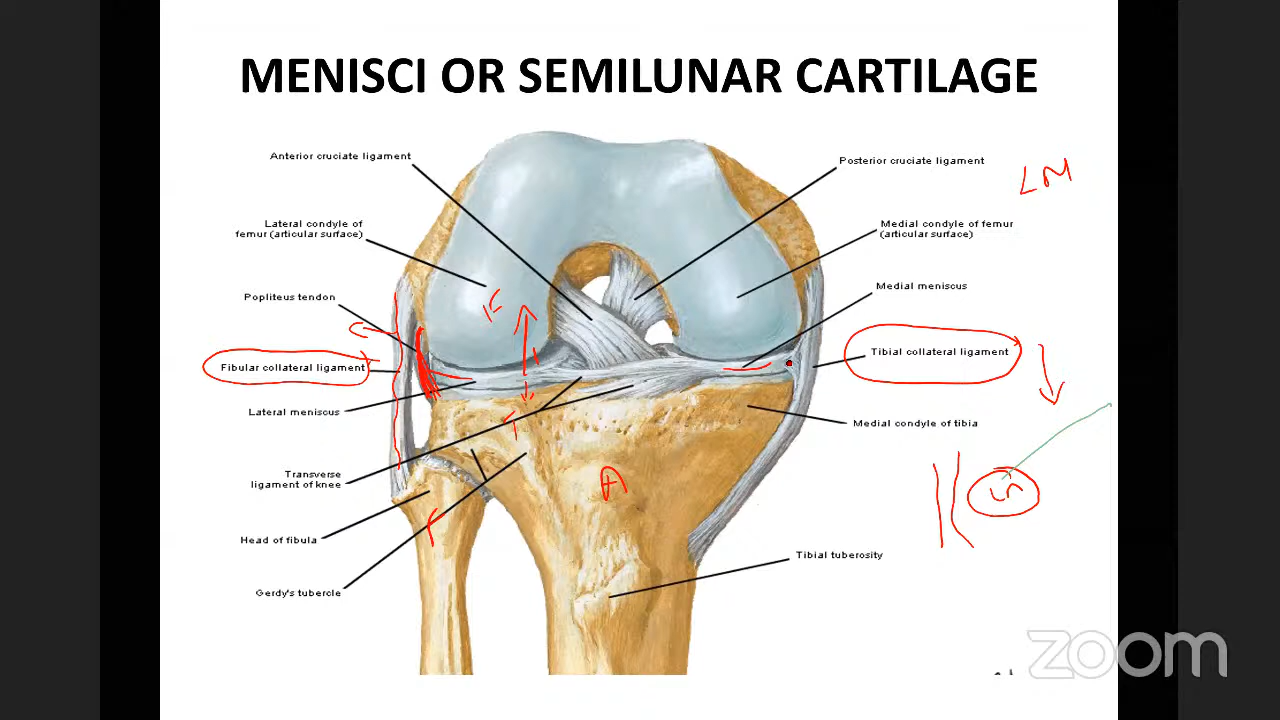 MENISCI OR SEMILUNAR CARTILAGE
Anterior cruciate ligament
Posterior cruciate ligament
LM
Lateral condyle of
femur (articular surface)
Medial condyle of femur
(articular surface)
Popliteus tendon
Medial meniscus
Fibular collateral ligament
Tibial collateral ligament
Lateral meniscus
Medial condyle of tibia
Transverse
ligament of knee
A
Head of fibula
Tibial tuberosity
Gerdy's tubercle
zoom